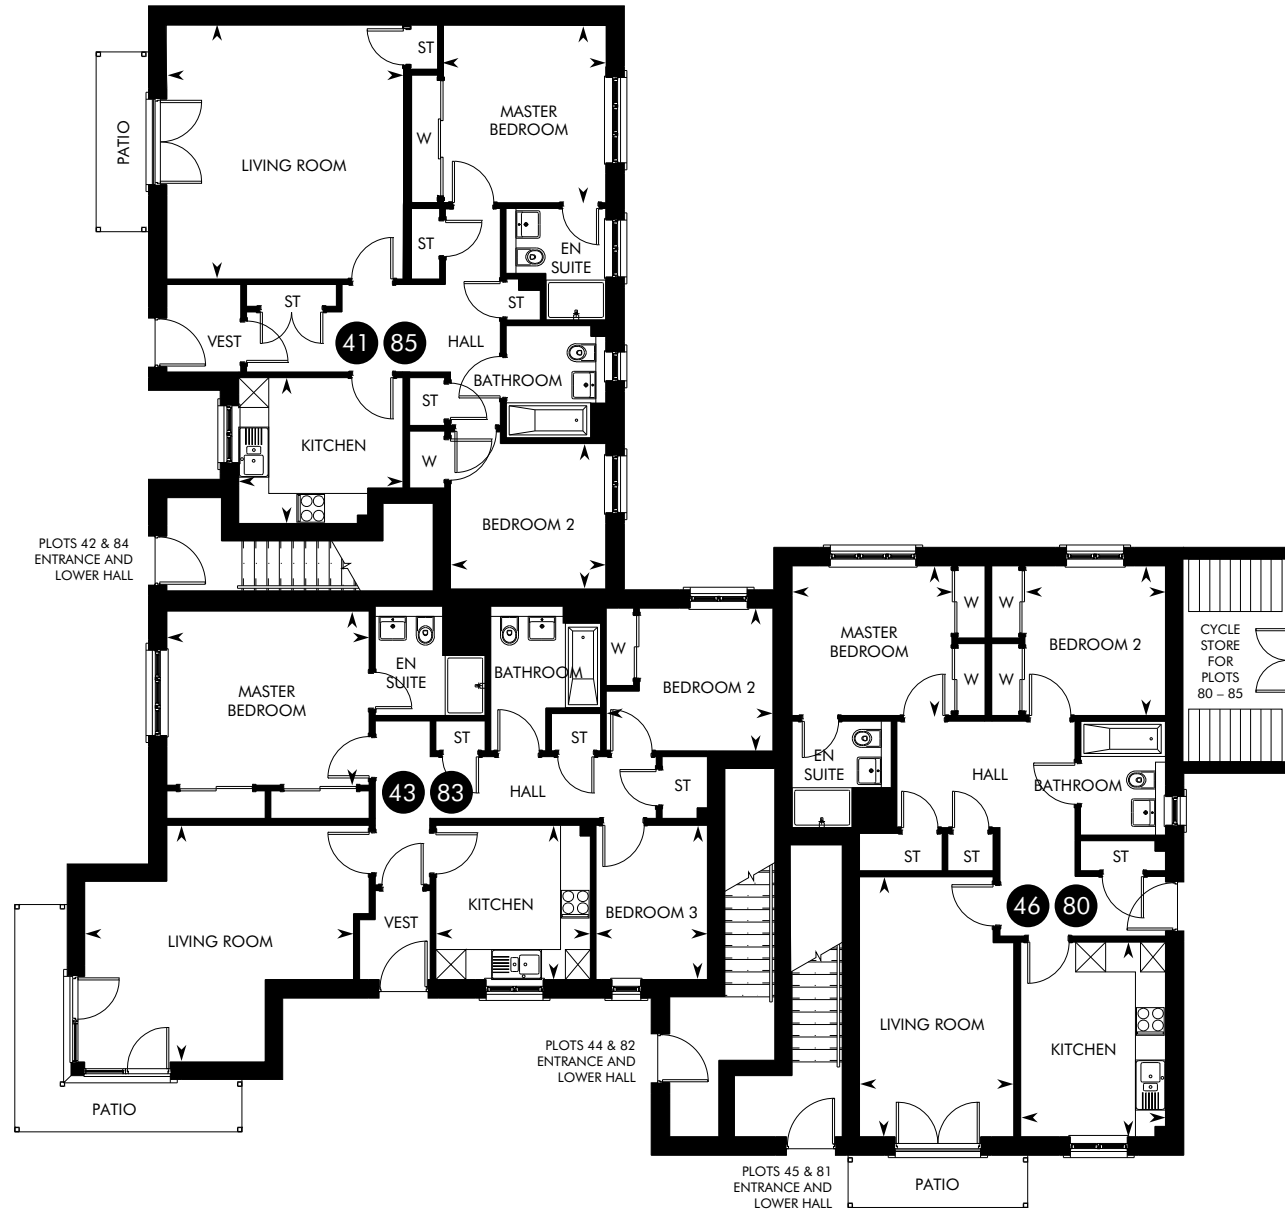 ST
MASTER
BEDROOM
PATIO
W
LIVING ROOM
ST
EN
SUITE
ST
ST
VEST
41
85
HALL
BATHROOM
ST
KITCHEN
W
BEDROOM 2
PLOTS 42 & 84
ENTRANCE AND
LOWER HALL
MASTER
BEDROOM
EN
SUITE
BATHROOM
W
BEDROOM 2
ST
ST
43
83
HALL
ST
VEST
KITCHEN
BEDROOM 3
LIVING ROOM
PATIO
PLOTS 44 & 82
ENTRANCE AND
LOWER HALL
MASTER
BEDROOM
W
W
W
W
BEDROOM 2
CYCLE
STORE
FOR
PLOTS
80 – 85
EN
SUITE
HALL
BATHROOM
ST
ST
ST
46
80
LIVING ROOM
KITCHEN
PLOTS 45 & 81
ENTRANCE AND
LOWER HALL
PATIO